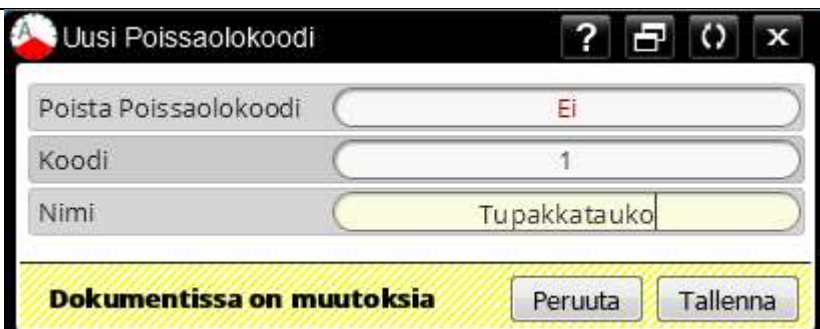 Uusi Poissaolokoodi
Poista Poissaolokoodi Ei
Koodi 1
Nimi Tupakkatauko
Dokumentissa on muutoksia Peruuta Tallenna